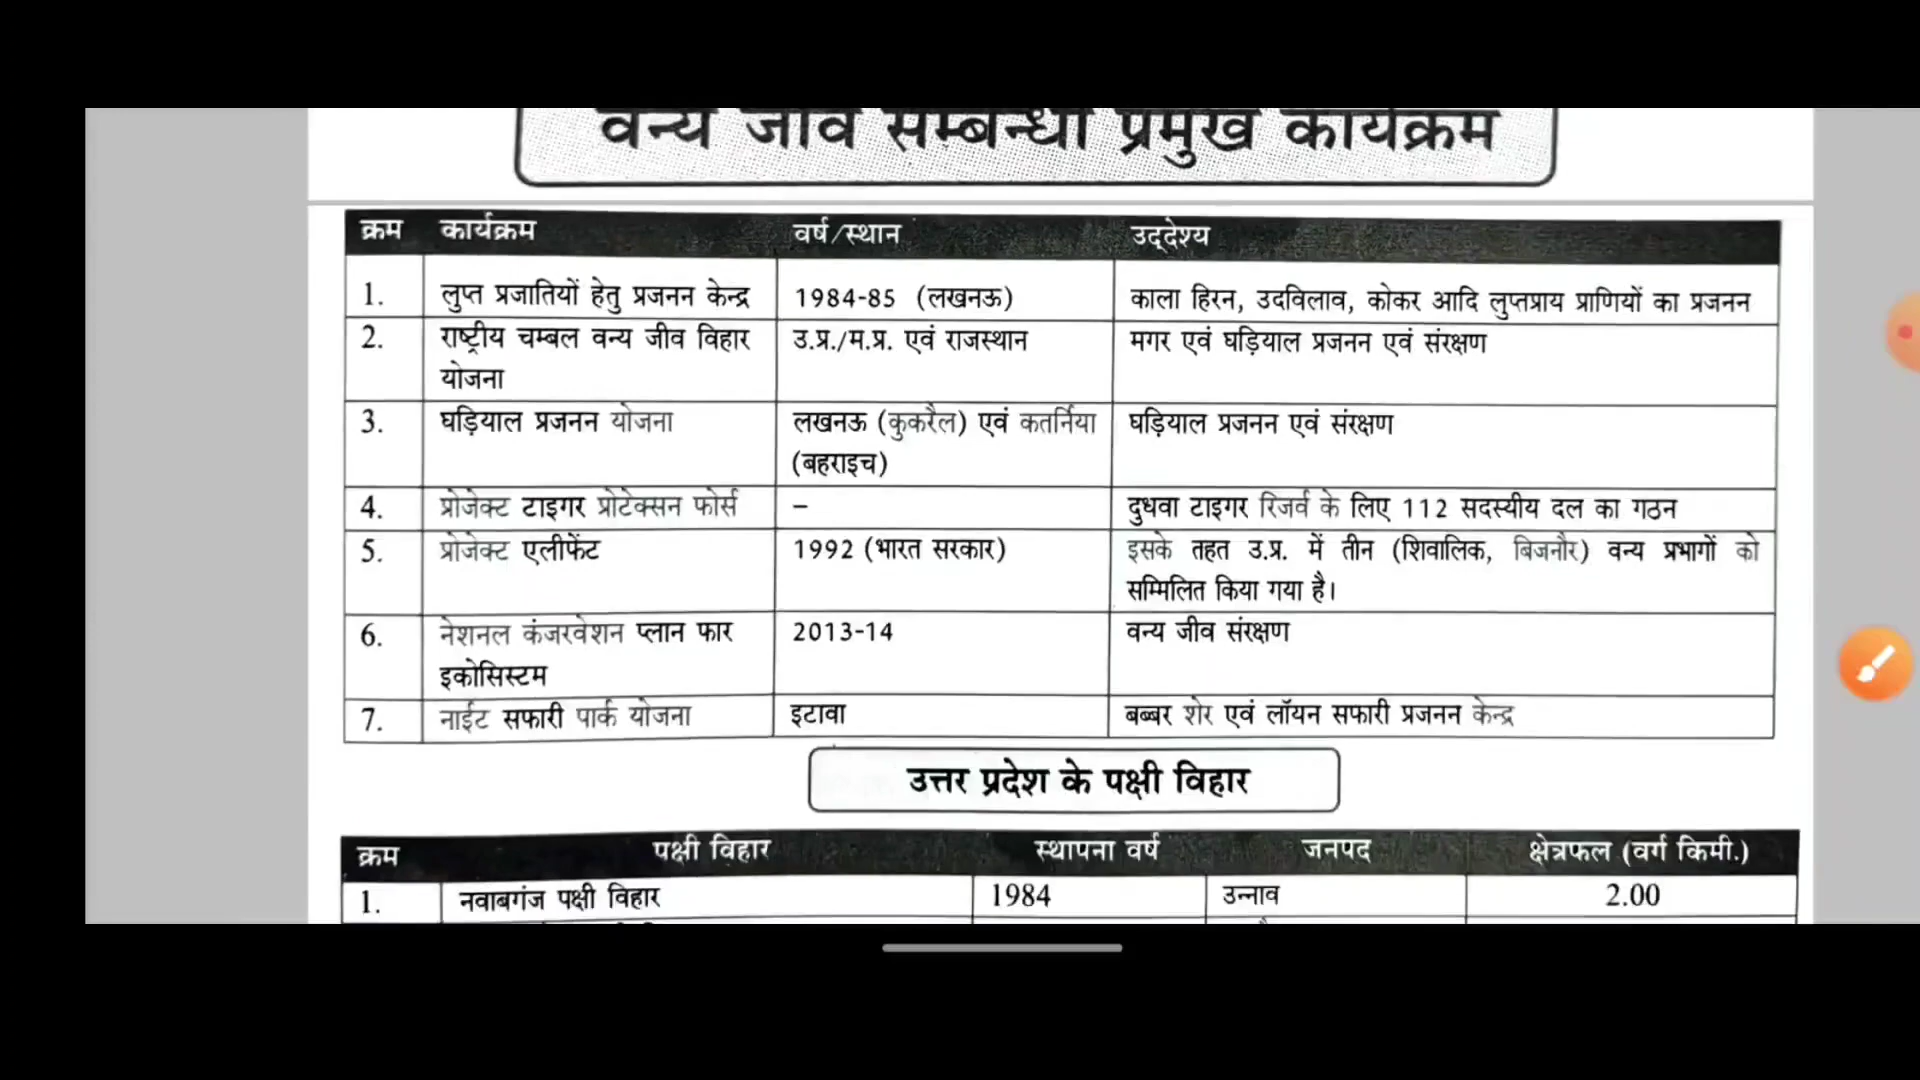 वन्य जीव सम्बन्धी प्रमुख कार्यक्रम
क्रम कार्यक्रम वर्ष/स्थान उद्देश्य
1. लुप्त प्रजातियों हेतु प्रजनन केन्द्र 1984-85 (लखनऊ) काला हिरन, उदविलाव, कोकर आदि लुप्तप्राय प्राणियों का प्रजनन
2. राष्ट्रीय चम्बल वन्य जीव विहार उ.प्र./म.प्र. एवं राजस्थान मगर एवं घड़ियाल प्रजनन एवं संरक्षण
योजना
3. घड़ियाल प्रजनन योजना लखनऊ (कुकरैल) एवं कतर्निया घड़ियाल प्रजनन एवं संरक्षण
(बहराइच)
4. प्रोजेक्ट टाइगर प्रोटेक्सन फोर्स – दुधवा टाइगर रिजर्व के लिए 112 सदस्यीय दल का गठन
5. प्रोजेक्ट एलीफेंट 1992 (भारत सरकार) इसके तहत उ.प्र. में तीन (शिवालिक, बिजनौर) वन्य प्रभागों को
सम्मिलित किया गया है।
6. नेशनल कंजरवेशन प्लान फार 2013-14 वन्य जीव संरक्षण
इकोसिस्टम
7. नाईट सफारी पार्क योजना इटावा बब्बर शेर एवं लॉयन सफारी प्रजनन केन्द्र
उत्तर प्रदेश के पक्षी विहार
क्रम पक्षी विहार स्थापना वर्ष जनपद क्षेत्रफल (वर्ग किमी.)
1. नवाबगंज पक्षी विहार 1984 उन्नाव 2.00